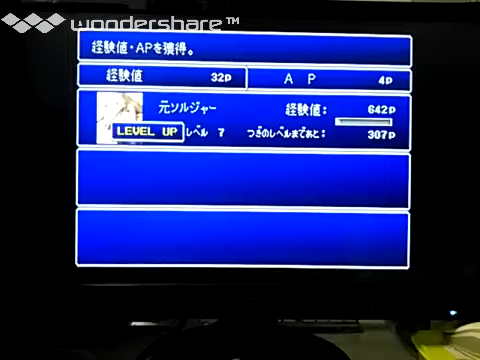 wondershare™
経験値・APを獲得。
経験値 32p AP 4p
元ソルジャー 経験値: 642p
LEVEL UP レベル 7 つぎのレベルまであと: 307p